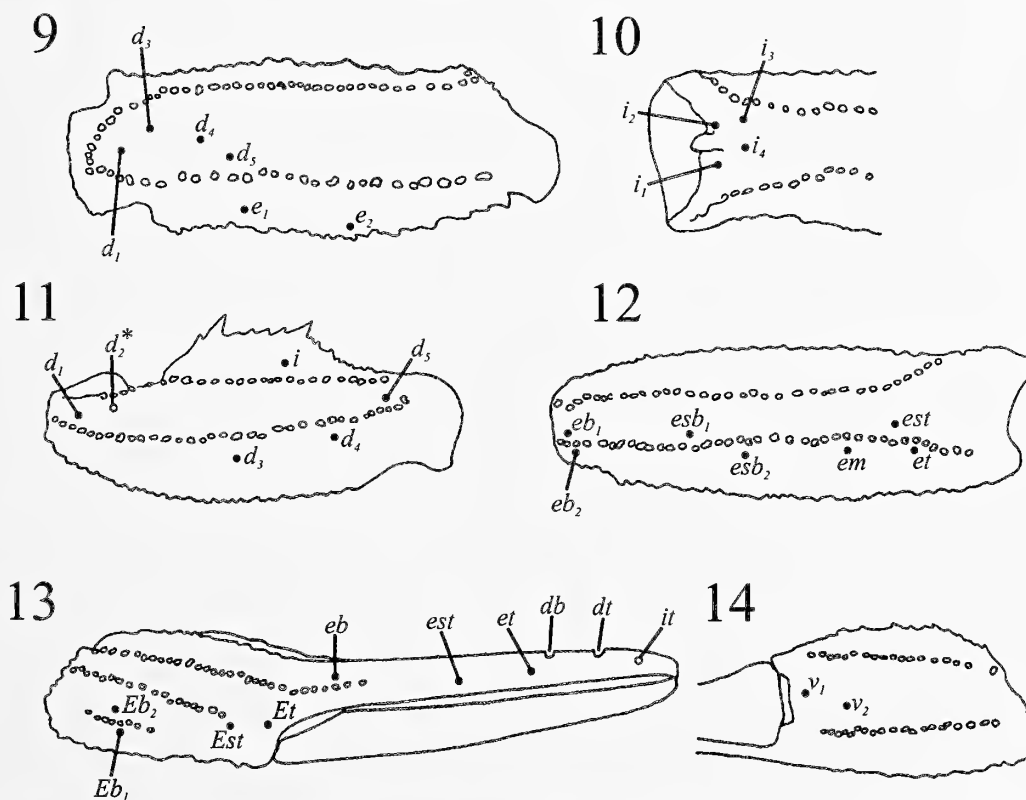 9
d₃
d₄
d₅
e₁
e₂
d₁
10
i₃
i₂
i₄
i₁
11
d₁
d₂*
i
d₅
d₄
d₃
12
eb₁
esb₁
est
esb₂
em
et
eb₂
13
eb
est
et
db
dt
it
Eb₂
Est
Et
Eb₁
14
v₁
v₂